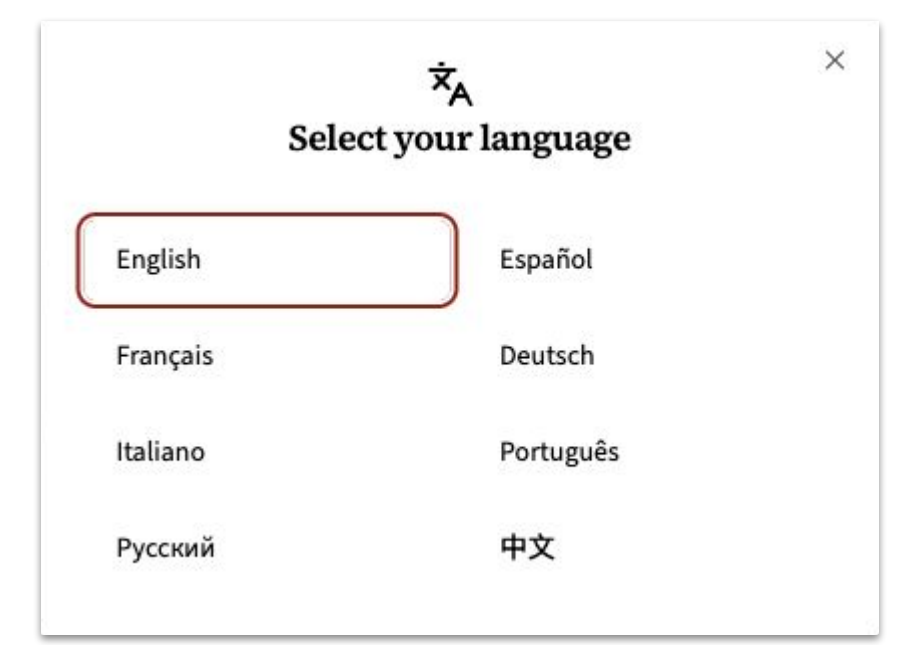 Select your language
English
Español
Français
Deutsch
Italiano
Português
Русский
中文